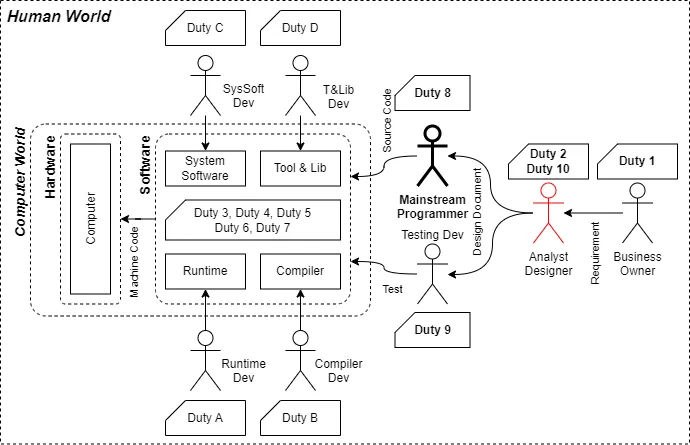 Human World
Duty C
Duty D
SysSoft
Dev
T&Lib
Dev
Duty 8
Source Code
Computer World
Hardware
Software
System
Software
Tool & Lib
Mainstream
Programmer
Duty 2
Duty 10
Duty 1
Computer
Machine Code
Duty 3, Duty 4, Duty 5
Duty 6, Duty 7
Testing Dev
Design Document
Analyst
Designer
Requirement
Business
Owner
Runtime
Compiler
Test
Duty 9
Runtime
Dev
Compiler
Dev
Duty A
Duty B